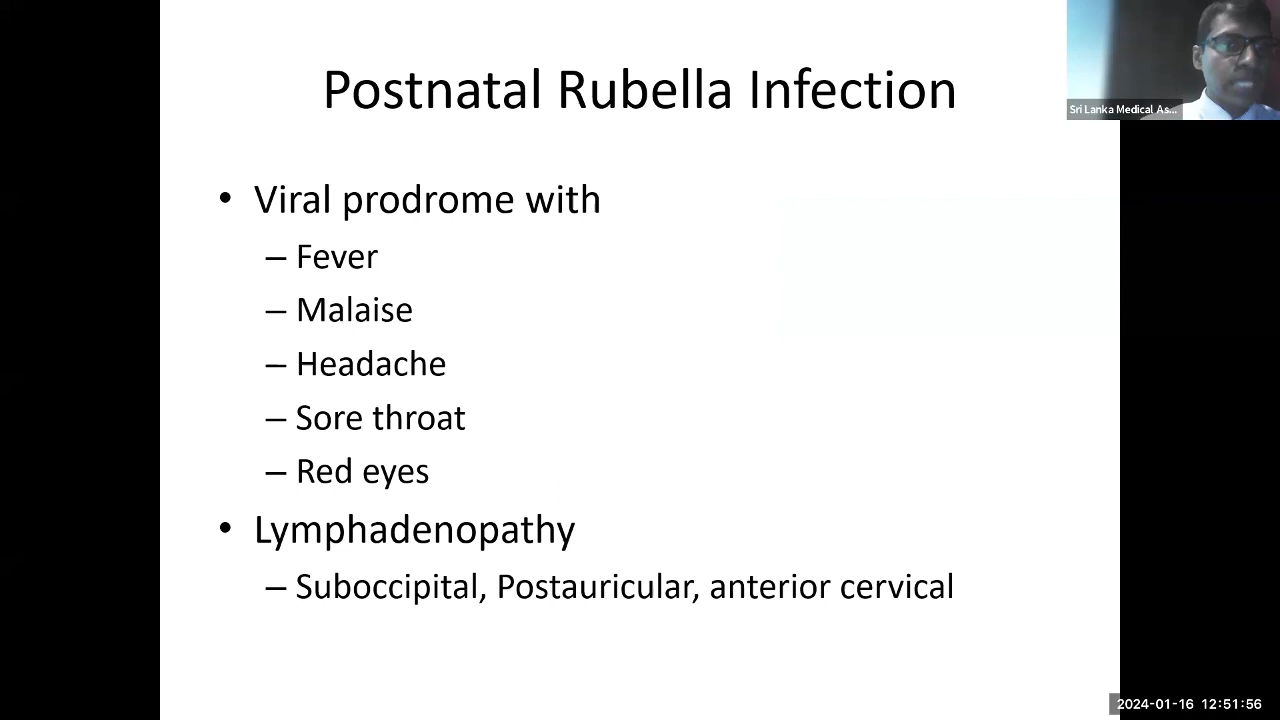 Postnatal Rubella Infection
Sri Lanka Medical As...
• Viral prodrome with
– Fever
– Malaise
– Headache
– Sore throat
– Red eyes
• Lymphadenopathy
– Suboccipital, Postauricular, anterior cervical
2024-01-16 12:51:56